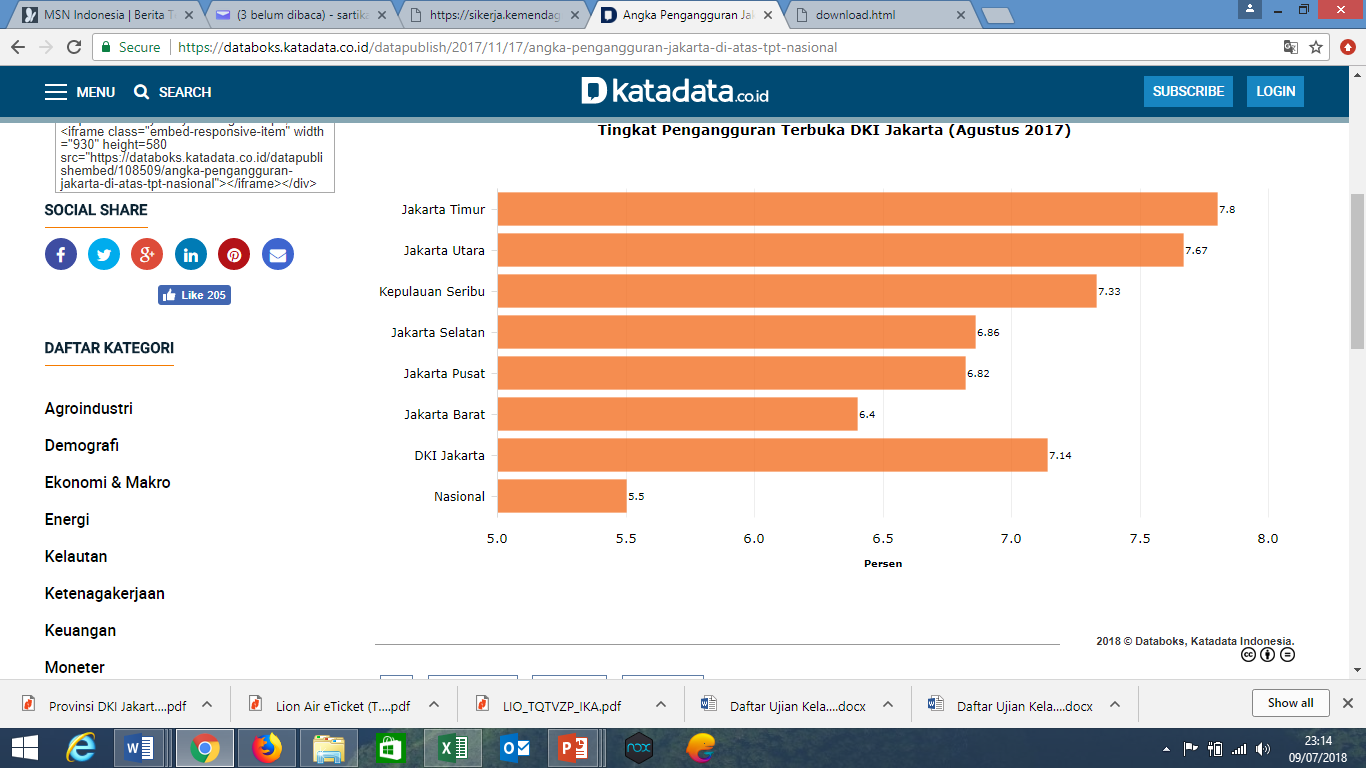 MSN Indonesia | Berita T
(3 belum dibaca) - sartika
https://sikerja.kemendag
Angka Pengangguran Jak
download.html
Secure
https://databoks.katadata.co.id/datapublish/2017/11/17/angka-pengangguran-jakarta-di-atas-tpt-nasional
MENU
SEARCH
katadata.co.id
SUBSCRIBE
LOGIN
<iframe class="embed-responsive-item" width
="930" height=580
src="https://databoks.katadata.co.id/datapubli
shembed/108509/angka-pengangguran-
jakarta-di-atas-tpt-nasional"></iframe></div>
SOCIAL SHARE
Like 205
DAFTAR KATEGORI
Agroindustri
Demografi
Ekonomi & Makro
Energi
Kelautan
Ketenagakerjaan
Keuangan
Moneter
Tingkat Pengangguran Terbuka DKI Jakarta (Agustus 2017)
Jakarta Timur 7.8
Jakarta Utara 7.67
Kepulauan Seribu 7.33
Jakarta Selatan 6.86
Jakarta Pusat 6.82
Jakarta Barat 6.4
DKI Jakarta 7.14
Nasional 5.5
5.0 5.5 6.0 6.5 7.0 7.5 8.0
Persen
2018 © Databoks, Katadata Indonesia.
Provinsi DKI Jakart....pdf
Lion Air eTicket (T....pdf
LIO_TQTVZP_IKA.pdf
Daftar Ujian Kela....docx
Daftar Ujian Kela....docx
Show all
23:14
09/07/2018